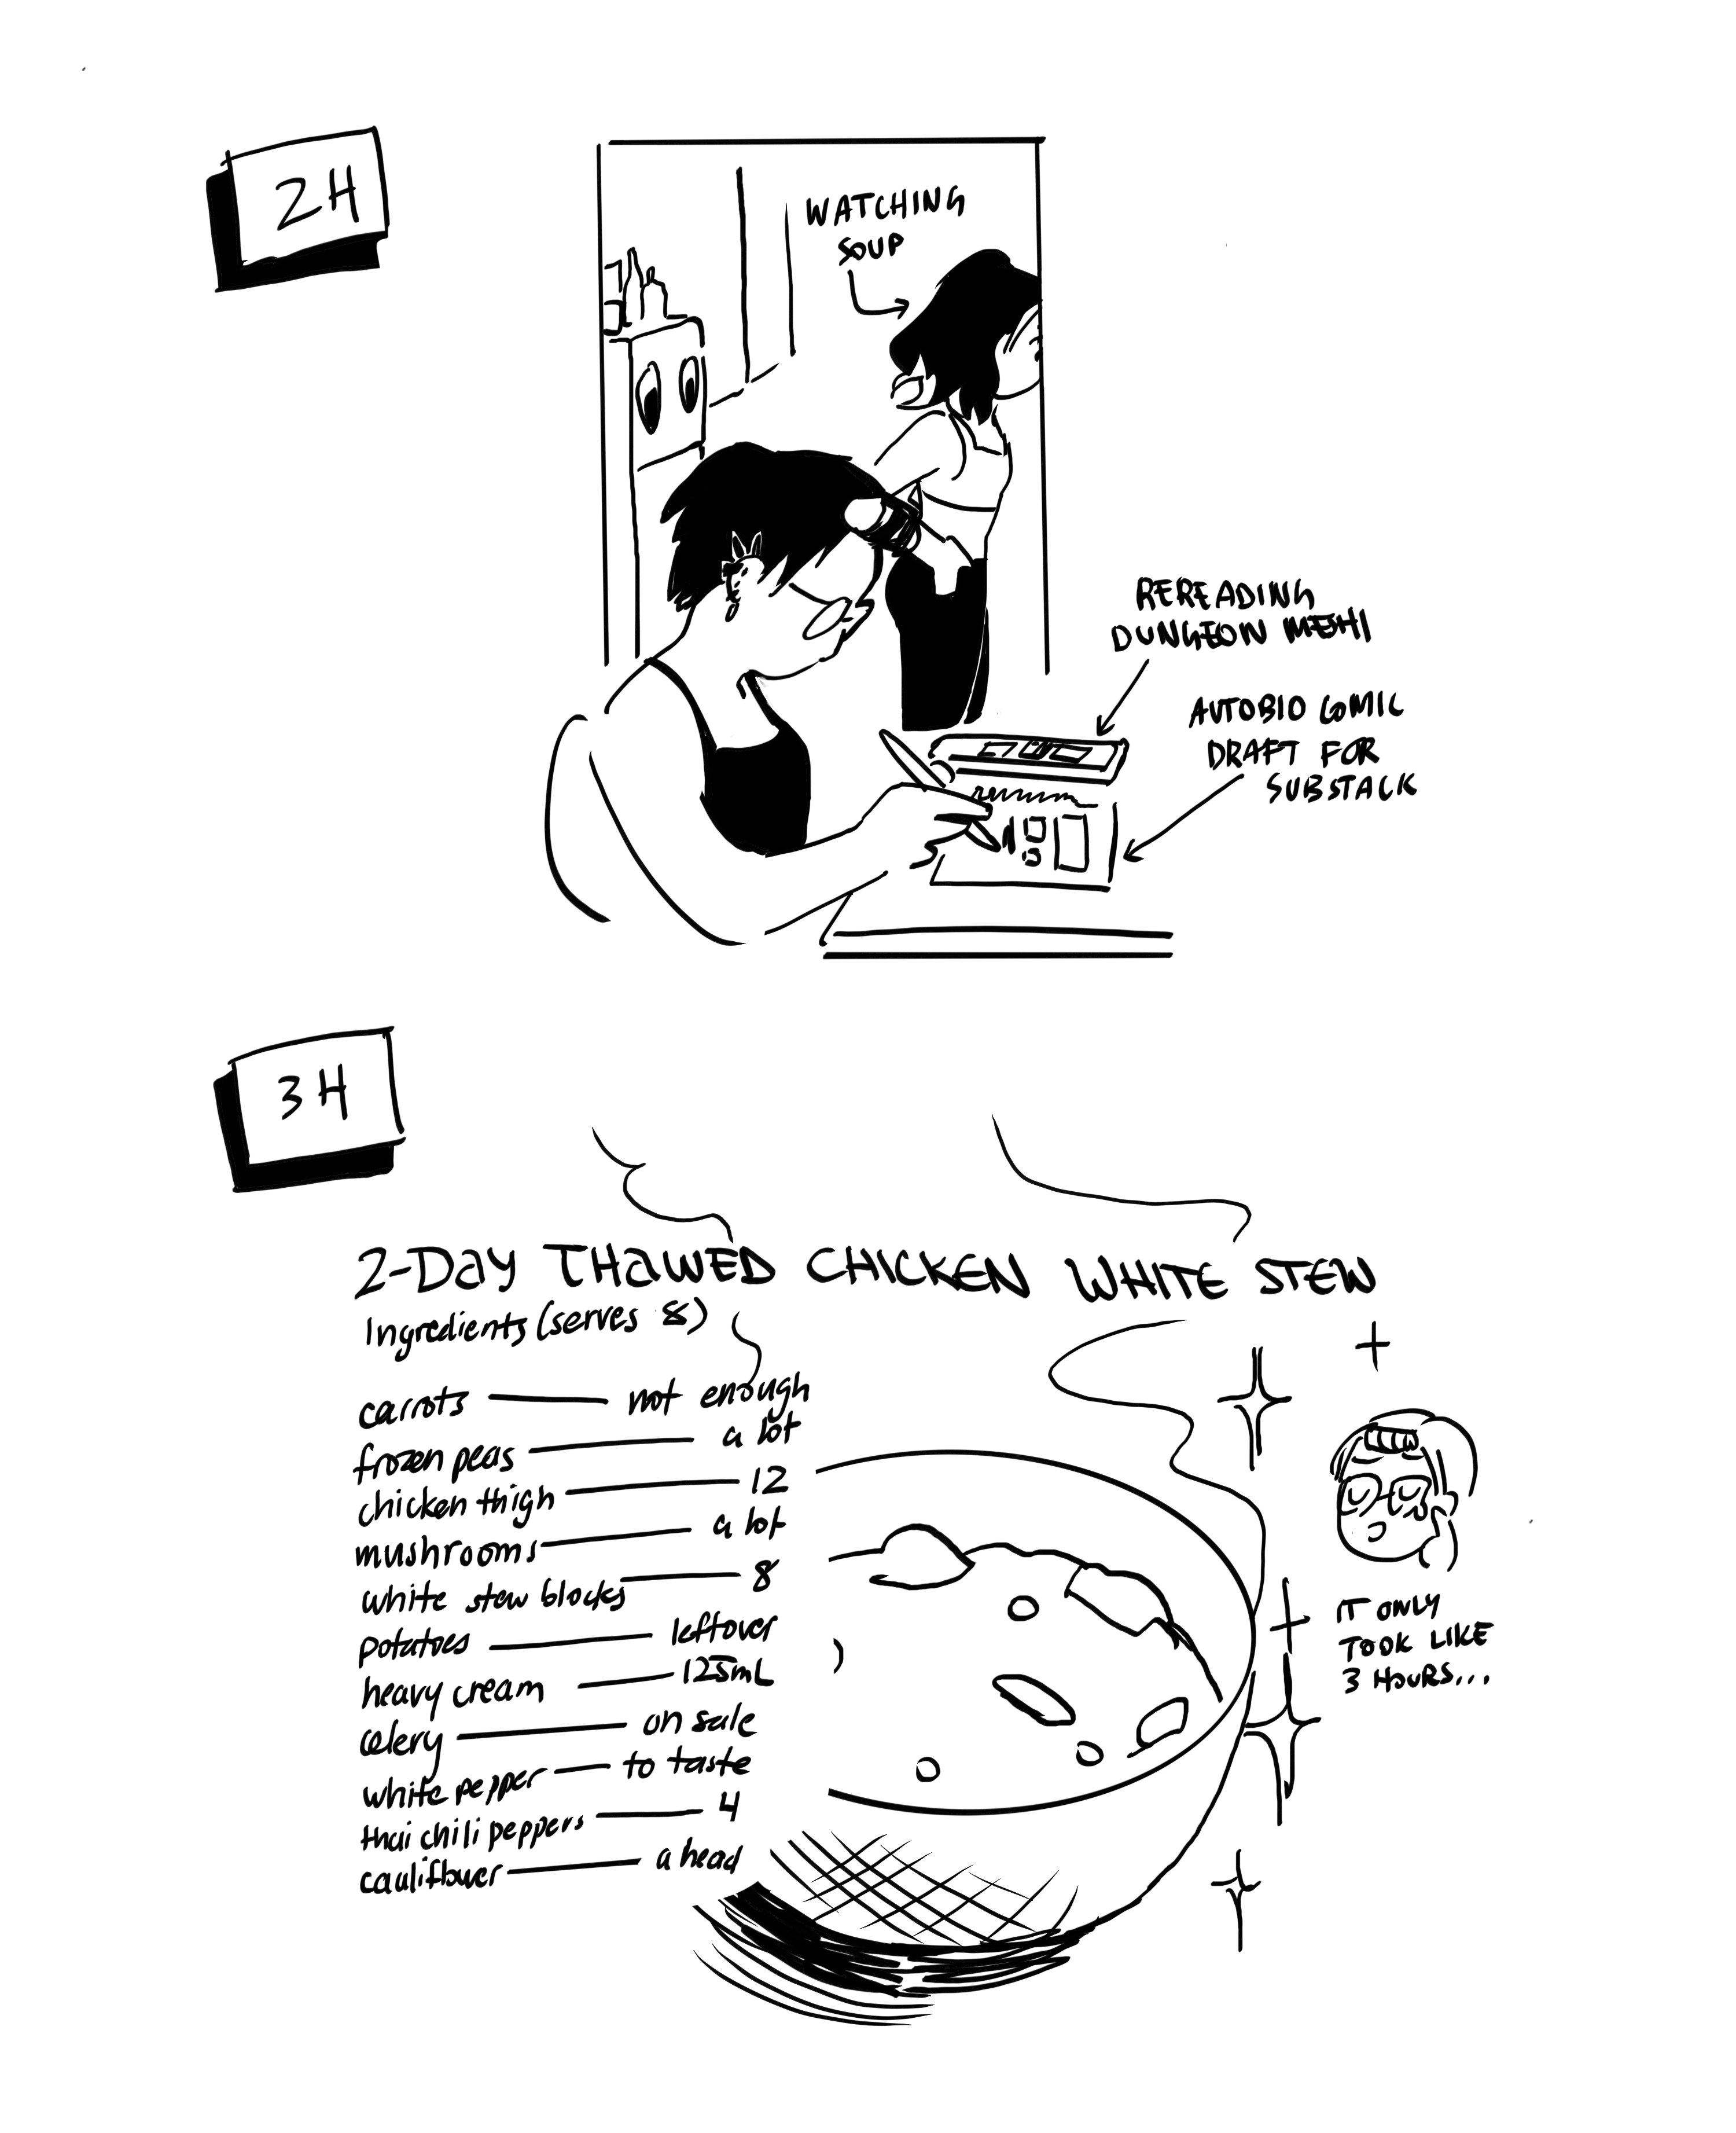 2H
WATCHING
SOUP
REREADING
DUNGEON MESHI
AUTOBIO COMIC
DRAFT FOR
SUBSTACK
3H
2-DAY THAWED CHICKEN WHITE STEW
Ingredients (serves 8)
carrots — not enough
frozen peas — a lot
chicken thigh — 12
mushrooms — a lot
white stew blocks — 8
potatoes — leftover
heavy cream — 125mL
celery — on sale
white pepper — to taste
thai chili peppers — 4
cauliflower — a head
IT ONLY
TOOK LIKE
3 HOURS...